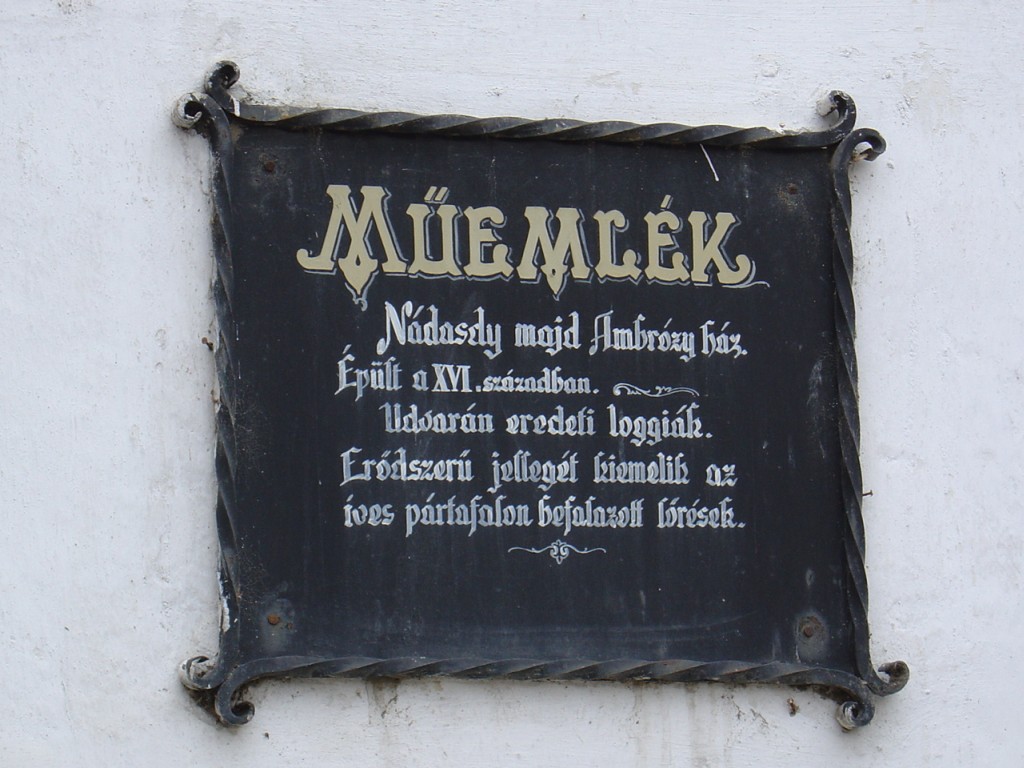 MŰEMLÉK
Nádasdy majd Ambrózy ház.
Épült a XVI. században.
Udvarán eredeti loggiák.
Erődszerű jellegét kiemelik az
íves pártafalon befalazott lőrések.